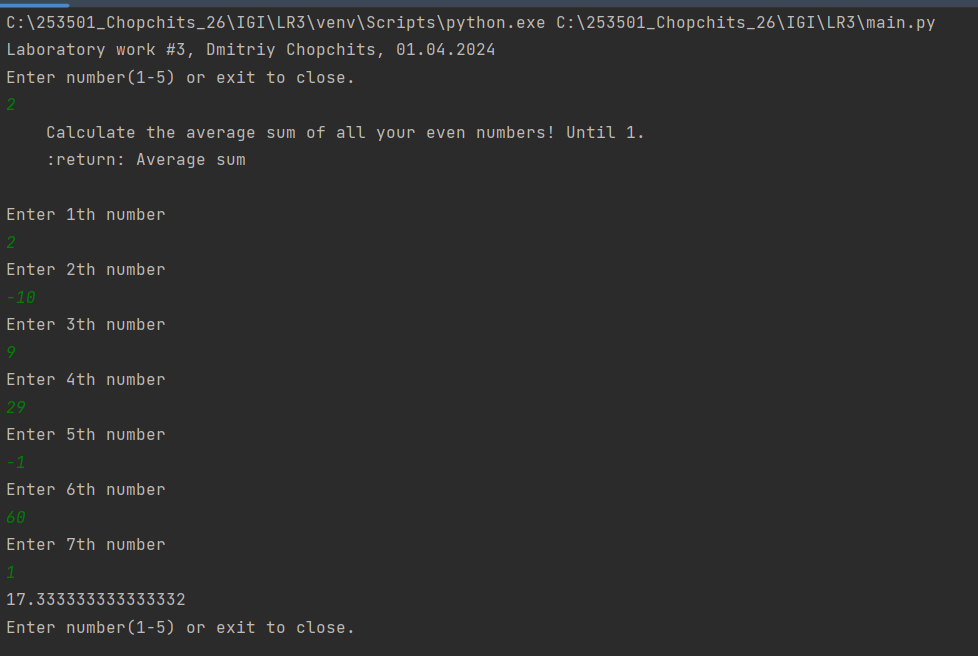 C:\253501_Chopchits_26\IGI\LR3\venv\Scripts\python.exe C:\253501_Chopchits_26\IGI\LR3\main.py
Laboratory work #3, Dmitriy Chopchits, 01.04.2024
Enter number(1-5) or exit to close.
2
    Calculate the average sum of all your even numbers! Until 1.
    :return: Average sum
Enter 1th number
2
Enter 2th number
-10
Enter 3th number
9
Enter 4th number
29
Enter 5th number
-1
Enter 6th number
60
Enter 7th number
1
17.333333333333332
Enter number(1-5) or exit to close.